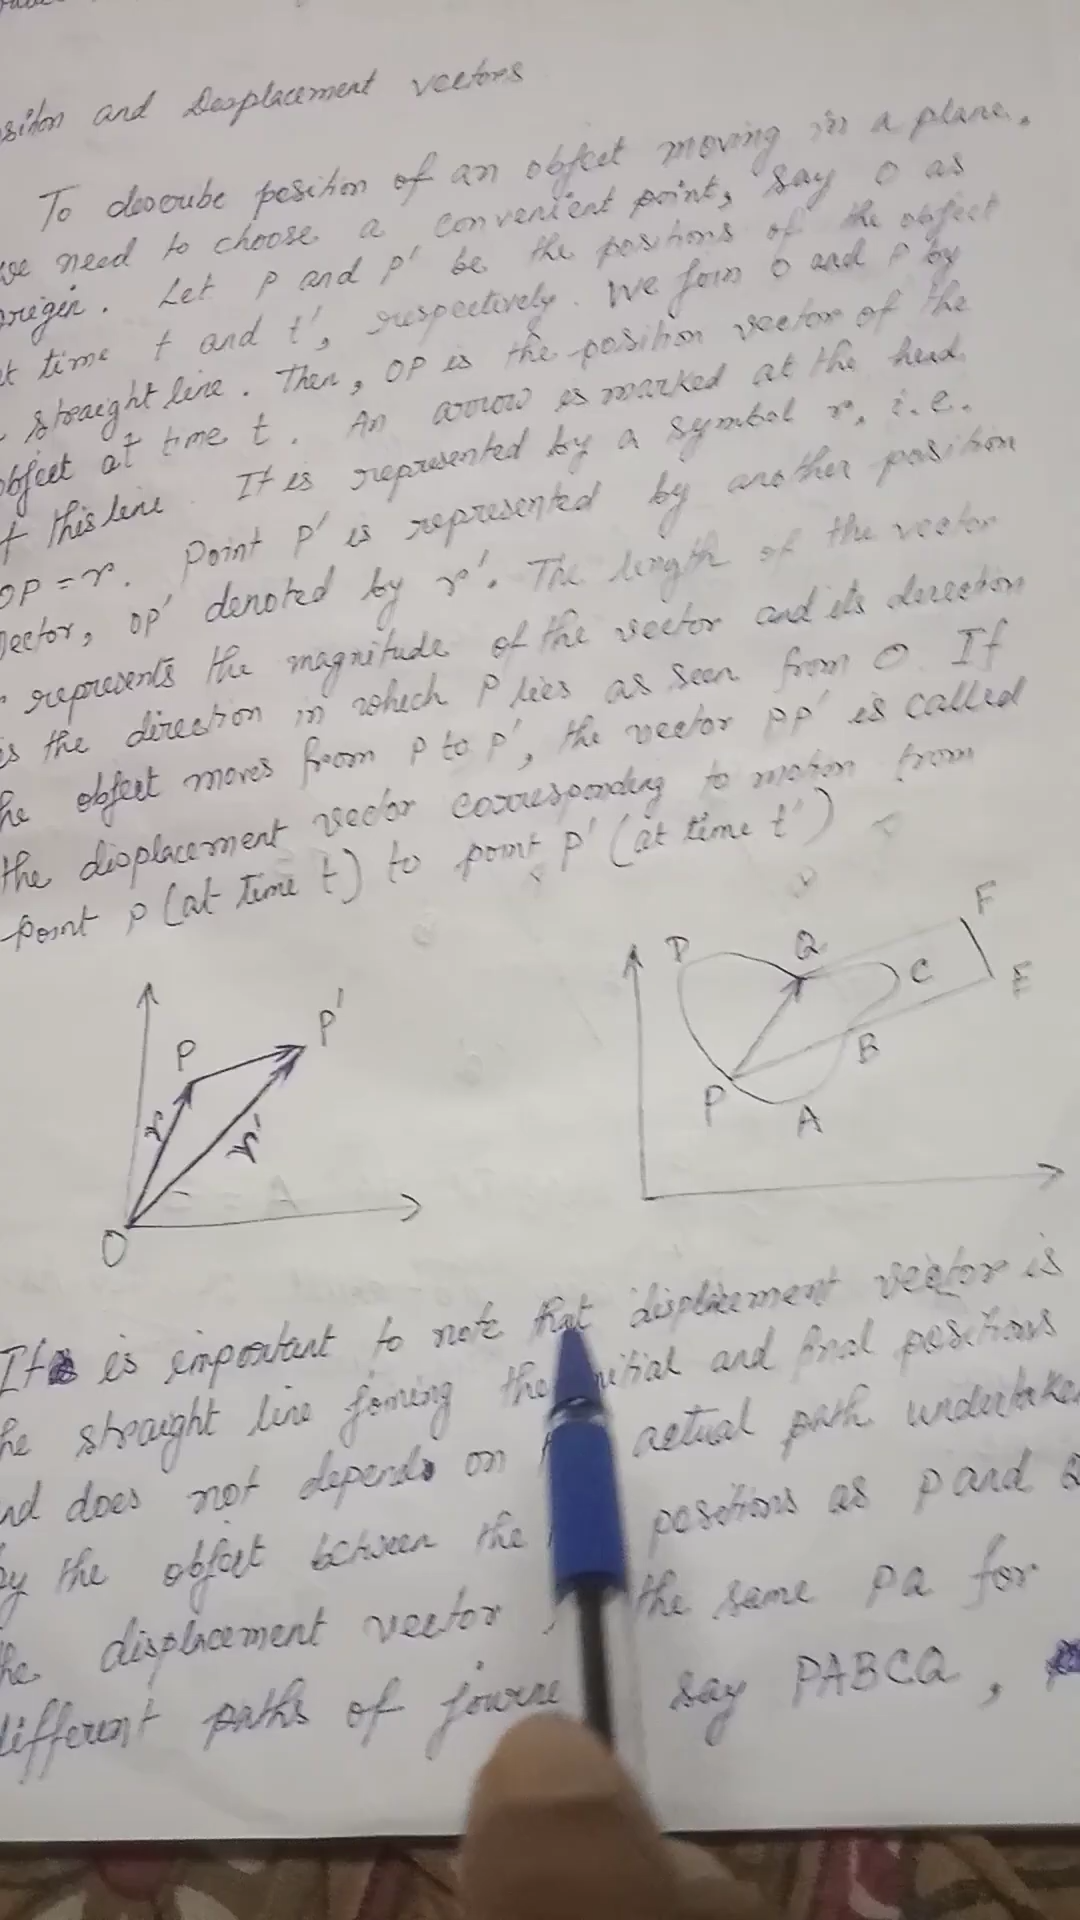 and Desplacement vectors
To describe position of an object moving in a plane,
we need to choose a convenient point, say O as
origin. Let P and P' be the positions of the object
at time t and t', respectively. We join O and P by
straight line. Then, OP is the position vector of the
object at time t. An arrow is marked at the head
of this line. It is represented by a symbol r, i.e.
OP = r. Point P' is represented by another position
vector, OP' denoted by r'. The length of the vector
r represents the magnitude of the vector and its direction
is the direction in which P lies as seen from O. If
the object moves from P to P', the vector PP' is called
the displacement vector corresponding to motion from
point P (at time t) to point P' (at time t')
P P' r r' O
D Q F C E B P A
It is important to note that displacement vector is
the straight line joining the initial and final positions
and does not depend on actual path undertaken
by the object between the positions as P and Q
the displacement vector the same PQ for
different paths of say PABCQ,